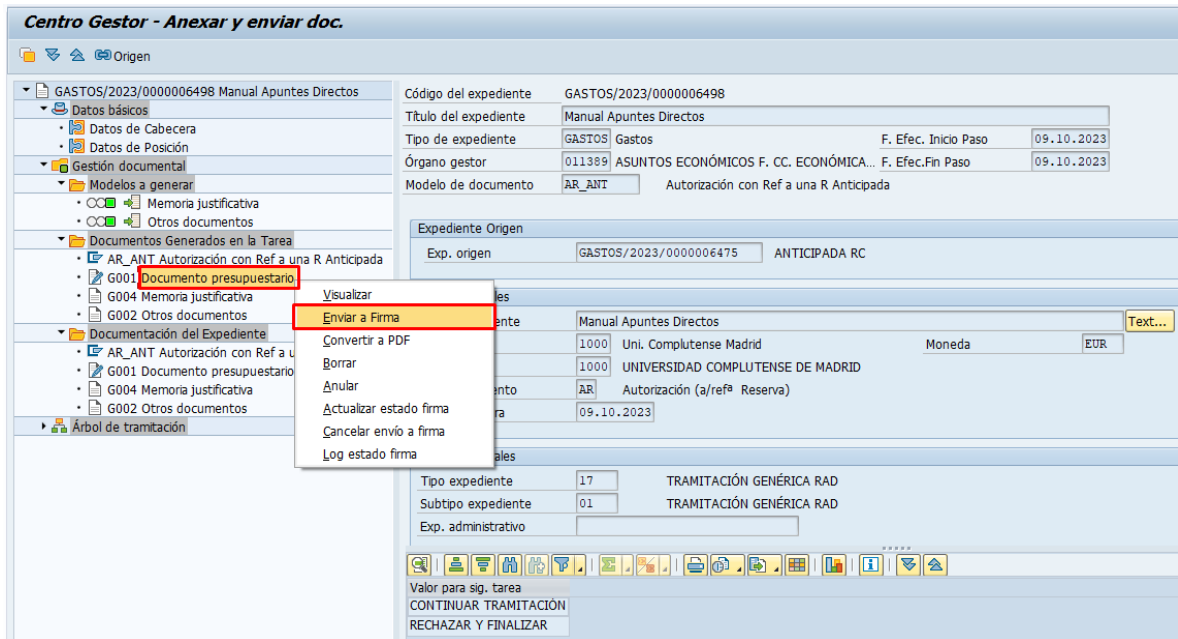 Centro Gestor - Anexar y enviar doc.
Origen
GASTOS/2023/0000006498 Manual Apuntes Directos
Datos básicos
Datos de Cabecera
Datos de Posición
Gestión documental
Modelos a generar
Memoria justificativa
Otros documentos
Documentos Generados en la Tarea
AR_ANT Autorización con Ref a una R Anticipada
G001 Documento presupuestario
G004 Memoria justificativa
G002 Otros documentos
Documentación del Expediente
AR_ANT Autorización con Ref a u
G001 Documento presupuestario
G004 Memoria justificativa
G002 Otros documentos
Árbol de tramitación
Visualizar
Enviar a Firma
Convertir a PDF
Borrar
Anular
Actualizar estado firma
Cancelar envío a firma
Log estado firma
Código del expediente GASTOS/2023/0000006498
Título del expediente Manual Apuntes Directos
Tipo de expediente GASTOS Gastos F. Efec. Inicio Paso 09.10.2023
Órgano gestor 011389 ASUNTOS ECONÓMICOS F. CC. ECONÓMICA... F. Efec.Fin Paso 09.10.2023
Modelo de documento AR_ANT Autorización con Ref a una R Anticipada
Expediente Origen
Exp. origen GASTOS/2023/0000006475 ANTICIPADA RC
les
ente Manual Apuntes Directos Text...
1000 Uni. Complutense Madrid Moneda EUR
1000 UNIVERSIDAD COMPLUTENSE DE MADRID
nto AR Autorización (a/refª Reserva)
ra 09.10.2023
ales
Tipo expediente 17 TRAMITACIÓN GENÉRICA RAD
Subtipo expediente 01 TRAMITACIÓN GENÉRICA RAD
Exp. administrativo
Valor para sig. tarea
CONTINUAR TRAMITACIÓN
RECHAZAR Y FINALIZAR